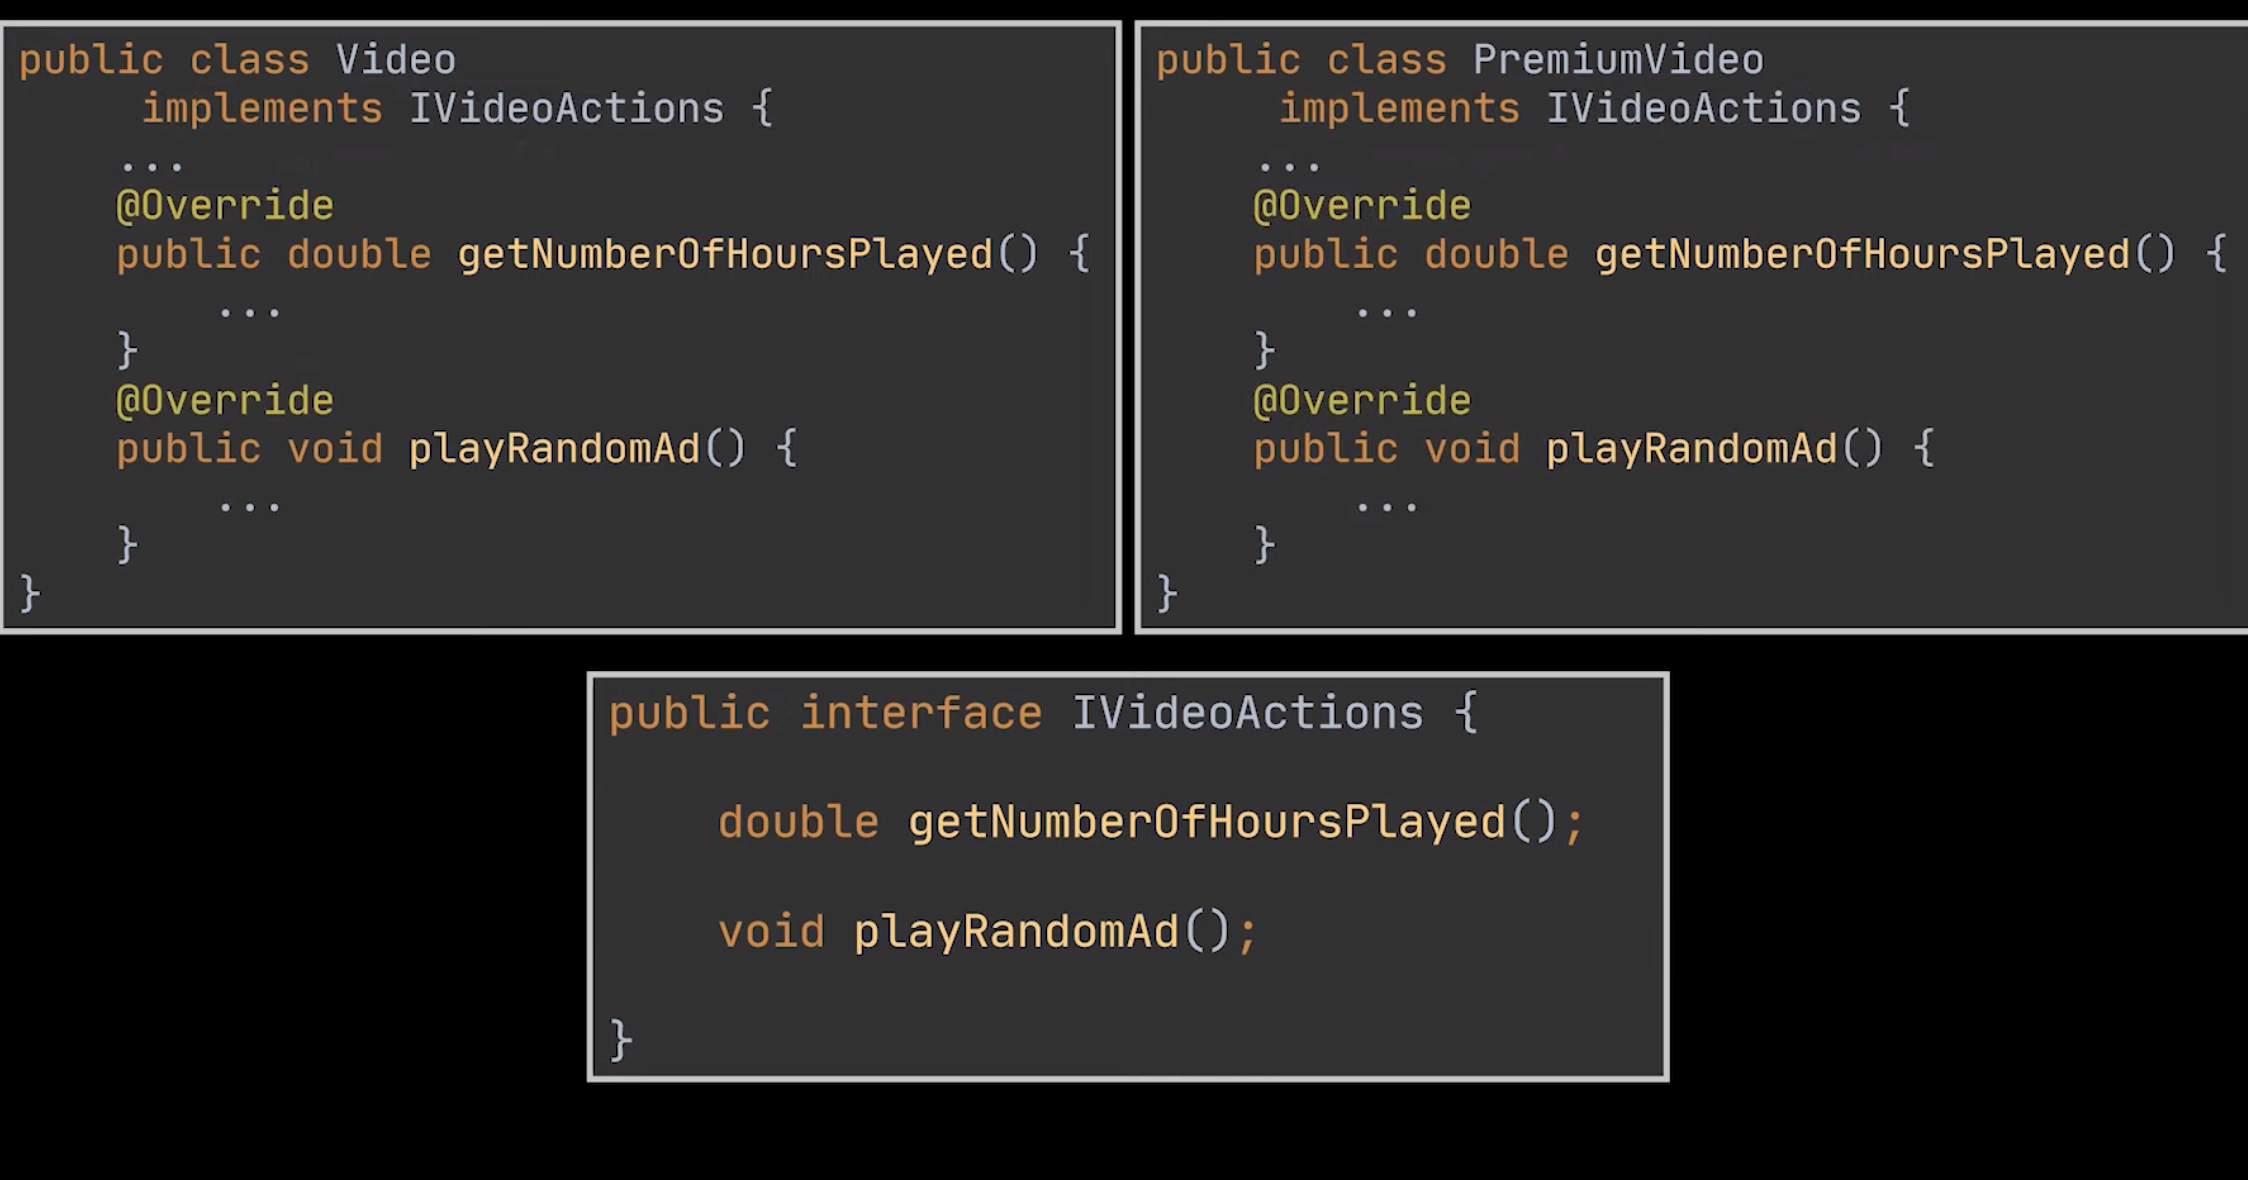 public class Video
implements IVideoActions {
...
@Override
public double getNumberOfHoursPlayed() {
...
}
@Override
public void playRandomAd() {
...
}
}
public class PremiumVideo
implements IVideoActions {
...
@Override
public double getNumberOfHoursPlayed() {
...
}
@Override
public void playRandomAd() {
...
}
}
public interface IVideoActions {
double getNumberOfHoursPlayed();
void playRandomAd();
}